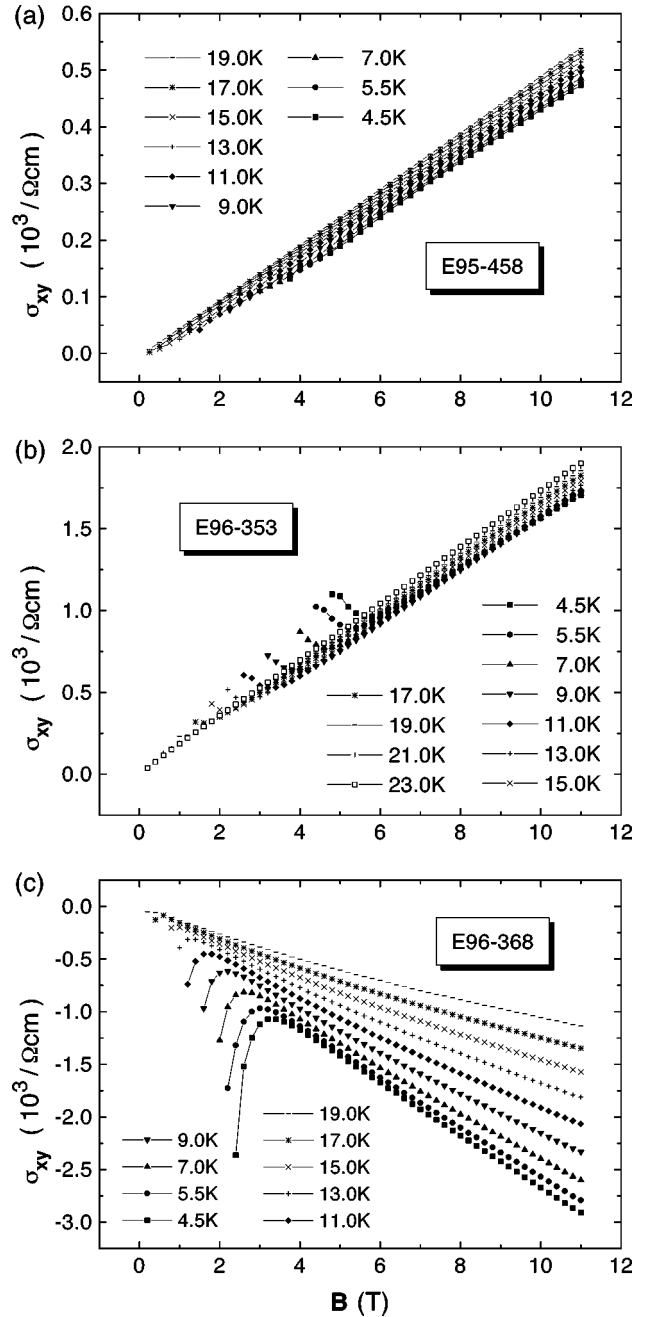 (a)
0.6
0.5
0.4
0.3
0.2
0.1
0.0
σxy ( 10³ / Ωcm )
19.0K
17.0K
15.0K
13.0K
11.0K
9.0K
7.0K
5.5K
4.5K
E95-458
0 2 4 6 8 10 12
(b)
2.0
1.5
1.0
0.5
0.0
σxy ( 10³ / Ωcm )
E96-353
17.0K
19.0K
21.0K
23.0K
4.5K
5.5K
7.0K
9.0K
11.0K
13.0K
15.0K
0 2 4 6 8 10 12
(c)
0.0
-0.5
-1.0
-1.5
-2.0
-2.5
-3.0
σxy ( 10³ / Ωcm )
E96-368
9.0K
7.0K
5.5K
4.5K
19.0K
17.0K
15.0K
13.0K
11.0K
0 2 4 6 8 10 12
B (T)